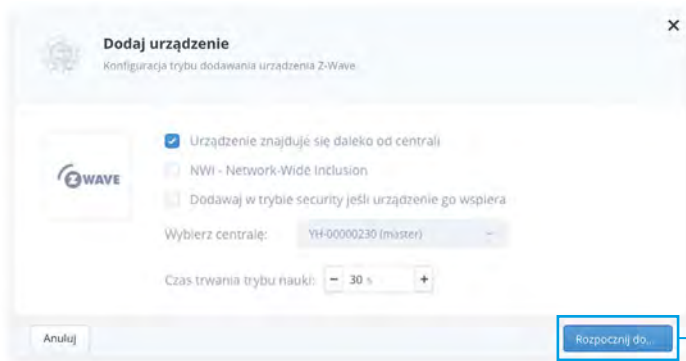 Dodaj urządzenie
Konfiguracja trybu dodawania urządzenia Z-Wave
Urządzenie znajduje się daleko od centrali
NWI - Network-Wide Inclusion
Dodawaj w trybie security jeśli urządzenie go wspiera
Z WAVE
Wybierz centralę: YH-00000230 (master)
Czas trwania trybu nauki: - 30 s +
Anuluj Rozpocznij do...